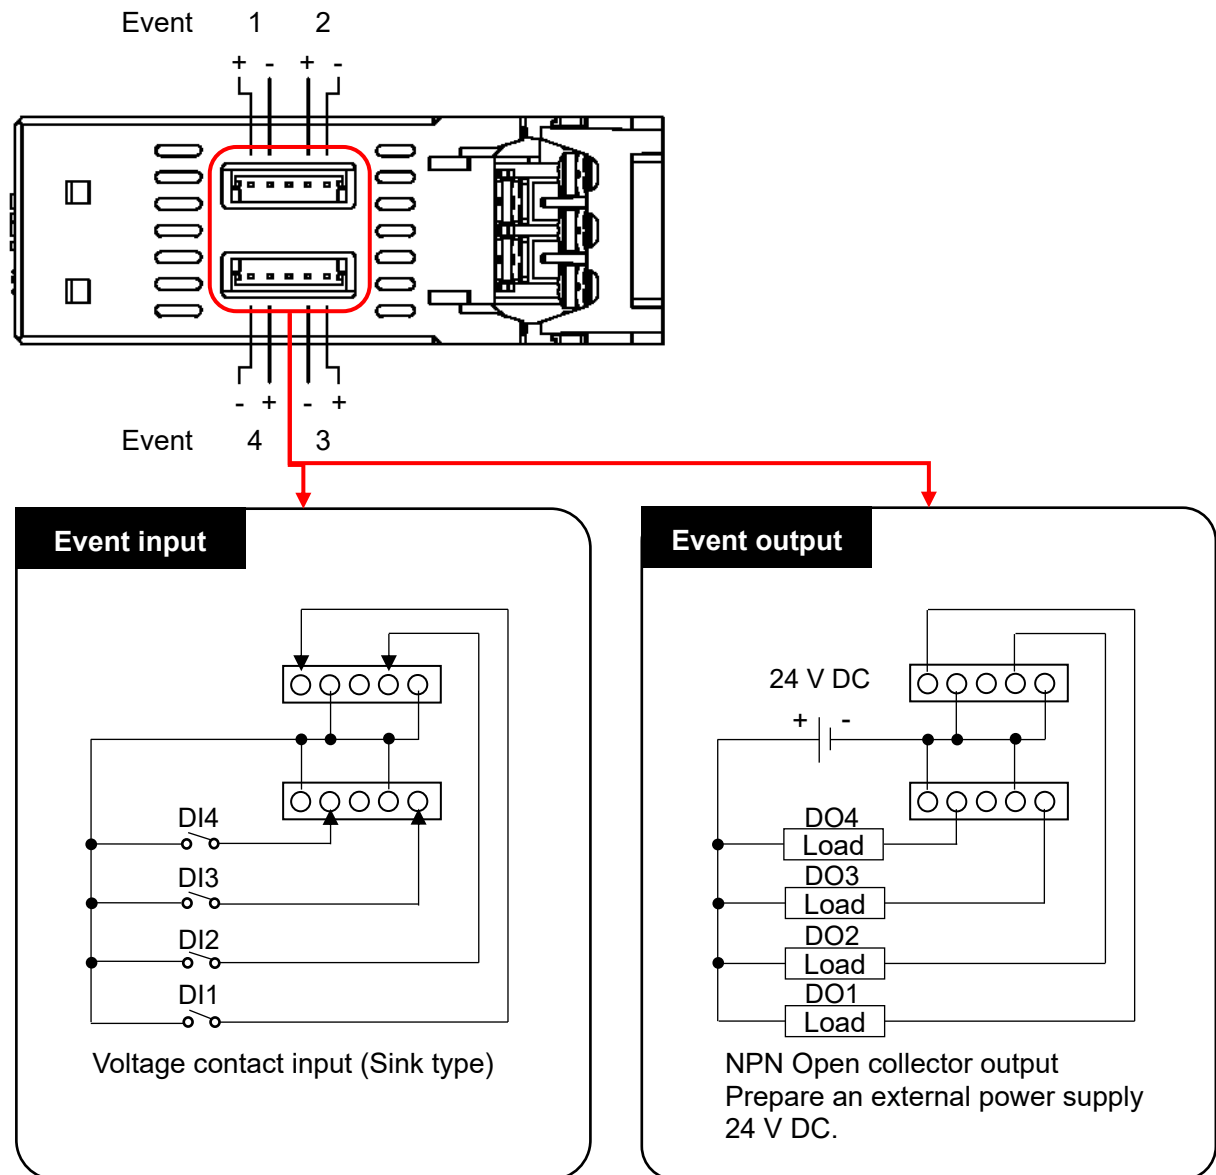 Event 1 2
+ - + -
- + - +
Event 4 3
Event input
DI4
DI3
DI2
DI1
Voltage contact input (Sink type)
Event output
24 V DC
+ -
DO4
Load
DO3
Load
DO2
Load
DO1
Load
NPN Open collector output
Prepare an external power supply
24 V DC.